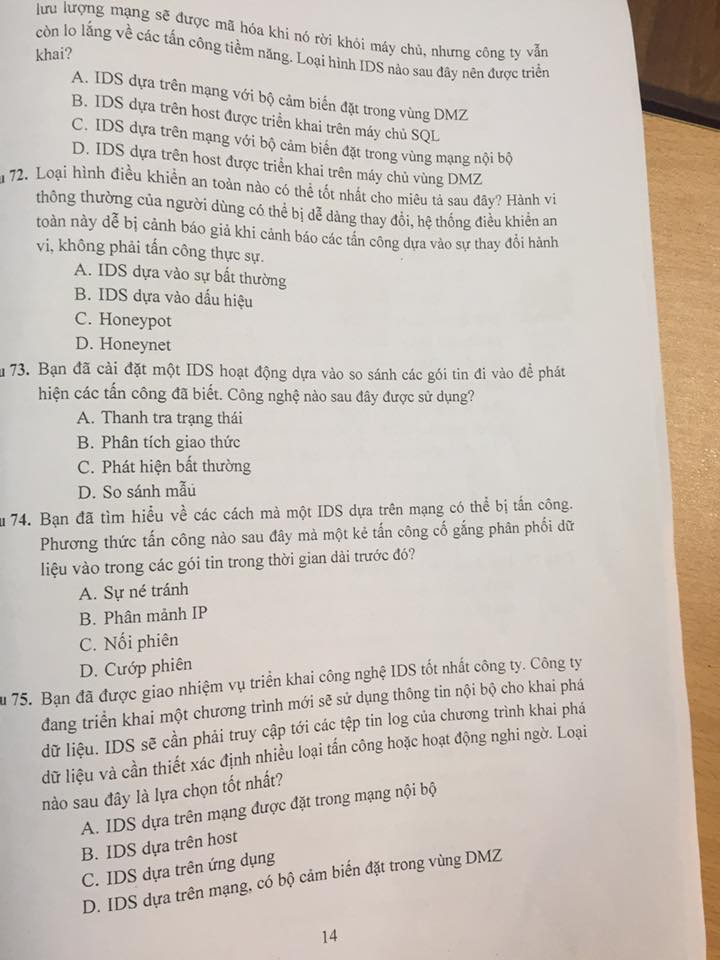 lưu lượng mạng sẽ được mã hóa khi nó rời khỏi máy chủ, nhưng công ty vẫn
còn lo lắng về các tấn công tiềm năng. Loại hình IDS nào sau đây nên được triển
khai?
A. IDS dựa trên mạng với bộ cảm biến đặt trong vùng DMZ
B. IDS dựa trên host được triển khai trên máy chủ SQL
C. IDS dựa trên mạng với bộ cảm biến đặt trong vùng mạng nội bộ
D. IDS dựa trên host được triển khai trên máy chủ vùng DMZ
u 72. Loại hình điều khiển an toàn nào có thể tốt nhất cho miêu tả sau đây? Hành vi
thông thường của người dùng có thể bị dễ dàng thay đổi, hệ thống điều khiển an
toàn này dễ bị cảnh báo giả khi cảnh báo các tấn công dựa vào sự thay đổi hành
vi, không phải tấn công thực sự.
A. IDS dựa vào sự bất thường
B. IDS dựa vào dấu hiệu
C. Honeypot
D. Honeynet
u 73. Bạn đã cài đặt một IDS hoạt động dựa vào so sánh các gói tin đi vào để phát
hiện các tấn công đã biết. Công nghệ nào sau đây được sử dụng?
A. Thanh tra trạng thái
B. Phân tích giao thức
C. Phát hiện bất thường
D. So sánh mẫu
u 74. Bạn đã tìm hiểu về các cách mà một IDS dựa trên mạng có thể bị tấn công.
Phương thức tấn công nào sau đây mà một kẻ tấn công cố gắng phân phối dữ
liệu vào trong các gói tin trong thời gian dài trước đó?
A. Sự né tránh
B. Phân mảnh IP
C. Nối phiên
D. Cướp phiên
u 75. Bạn đã được giao nhiệm vụ triển khai công nghệ IDS tốt nhất công ty. Công ty
đang triển khai một chương trình mới sẽ sử dụng thông tin nội bộ cho khai phá
dữ liệu. IDS sẽ cần phải truy cập tới các tệp tin log của chương trình khai phá
dữ liệu và cần thiết xác định nhiều loại tấn công hoặc hoạt động nghi ngờ. Loại
nào sau đây là lựa chọn tốt nhất?
A. IDS dựa trên mạng được đặt trong mạng nội bộ
B. IDS dựa trên host
C. IDS dựa trên ứng dụng
D. IDS dựa trên mạng, có bộ cảm biến đặt trong vùng DMZ
14